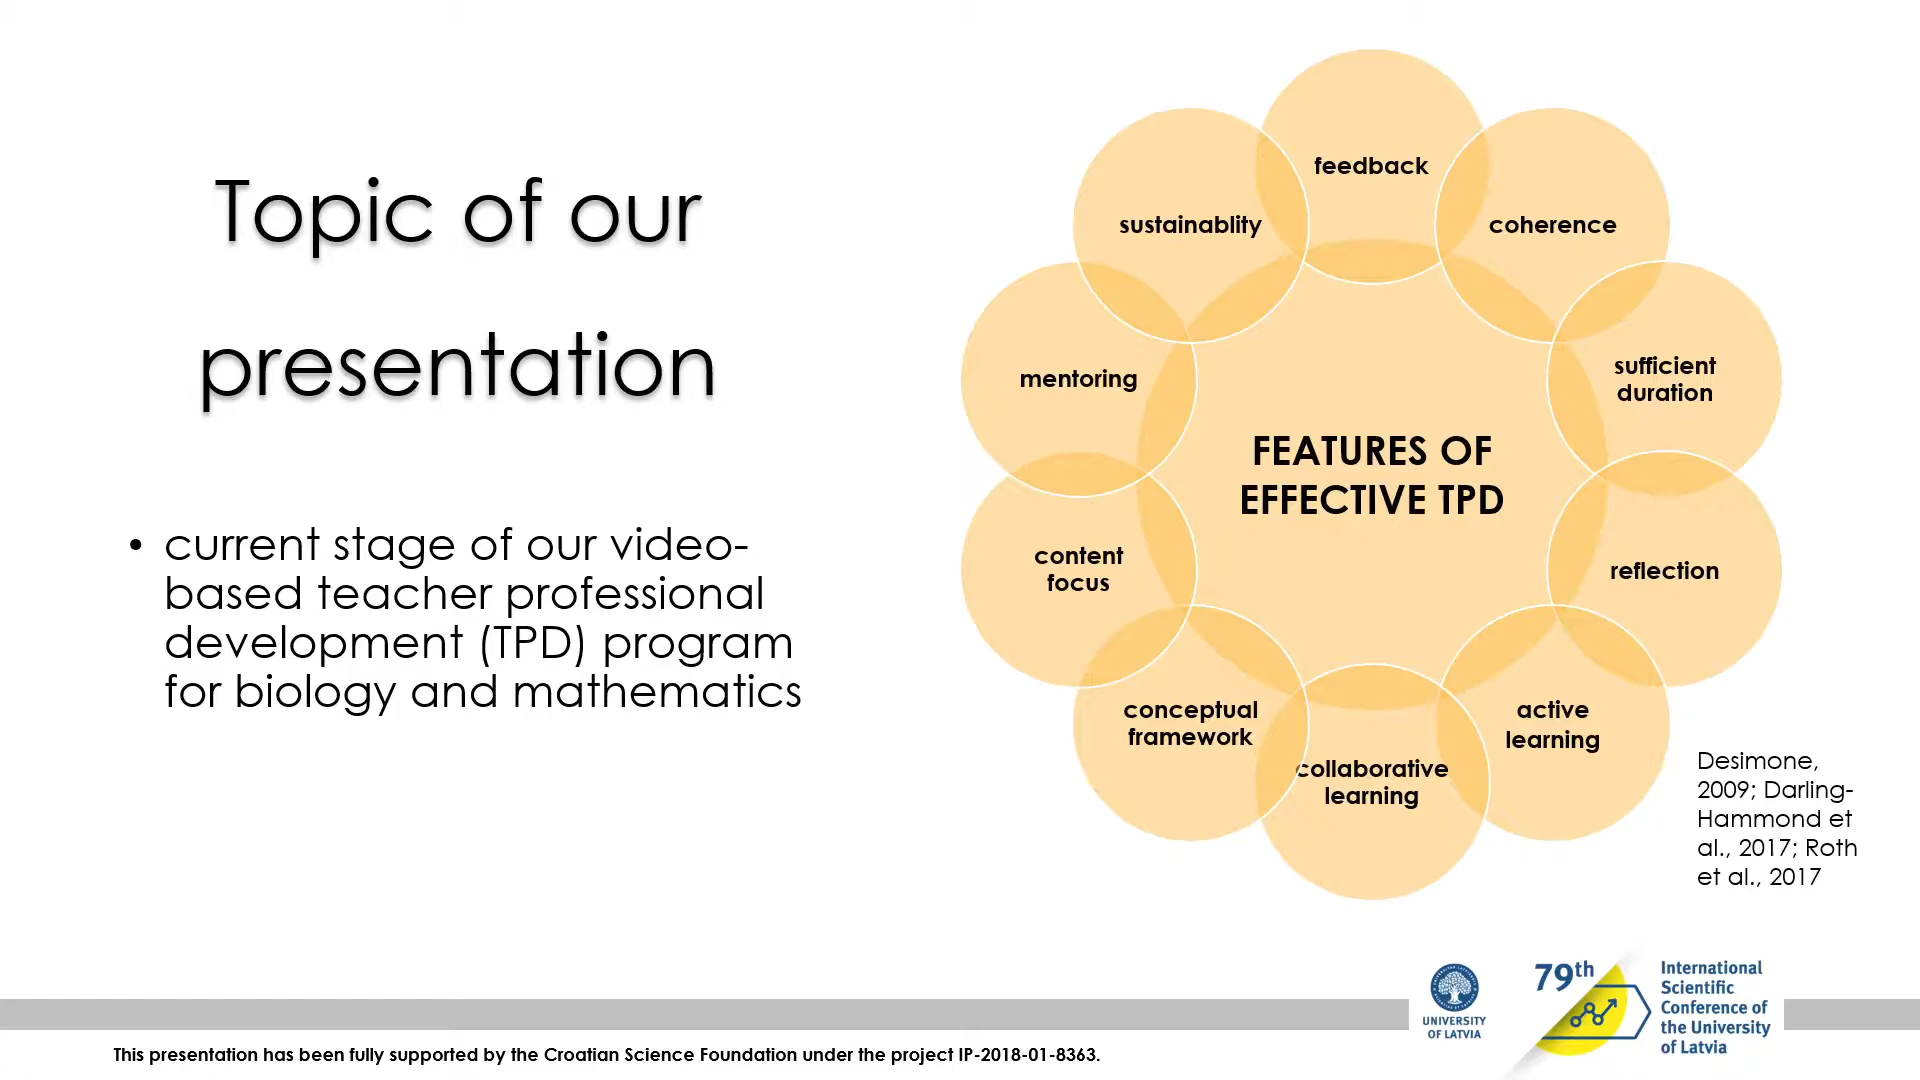 Topic of our
presentation
• current stage of our video-
based teacher professional
development (TPD) program
for biology and mathematics
feedback
coherence
sufficient
duration
reflection
active
learning
collaborative
learning
conceptual
framework
content
focus
mentoring
sustainablity
FEATURES OF
EFFECTIVE TPD
Desimone,
2009; Darling-
Hammond et
al., 2017; Roth
et al., 2017
UNIVERSITY
OF LATVIA
79th
International
Scientific
Conference of
the University
of Latvia
This presentation has been fully supported by the Croatian Science Foundation under the project IP-2018-01-8363.